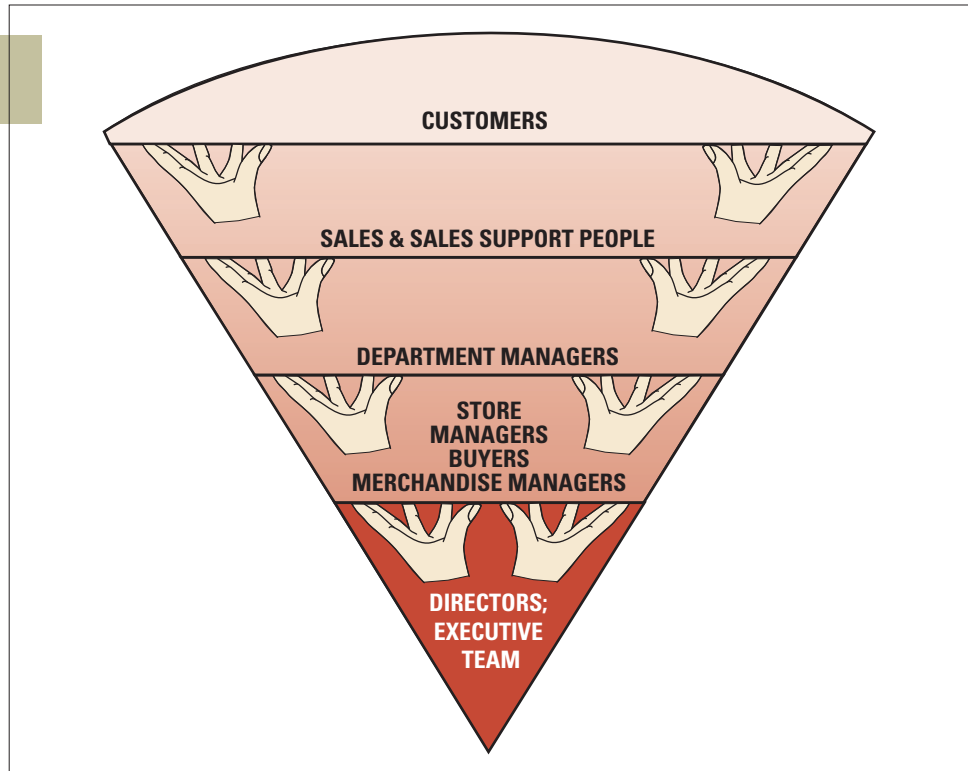 CUSTOMERS
SALES & SALES SUPPORT PEOPLE
DEPARTMENT MANAGERS
STORE
MANAGERS
BUYERS
MERCHANDISE MANAGERS
DIRECTORS;
EXECUTIVE
TEAM